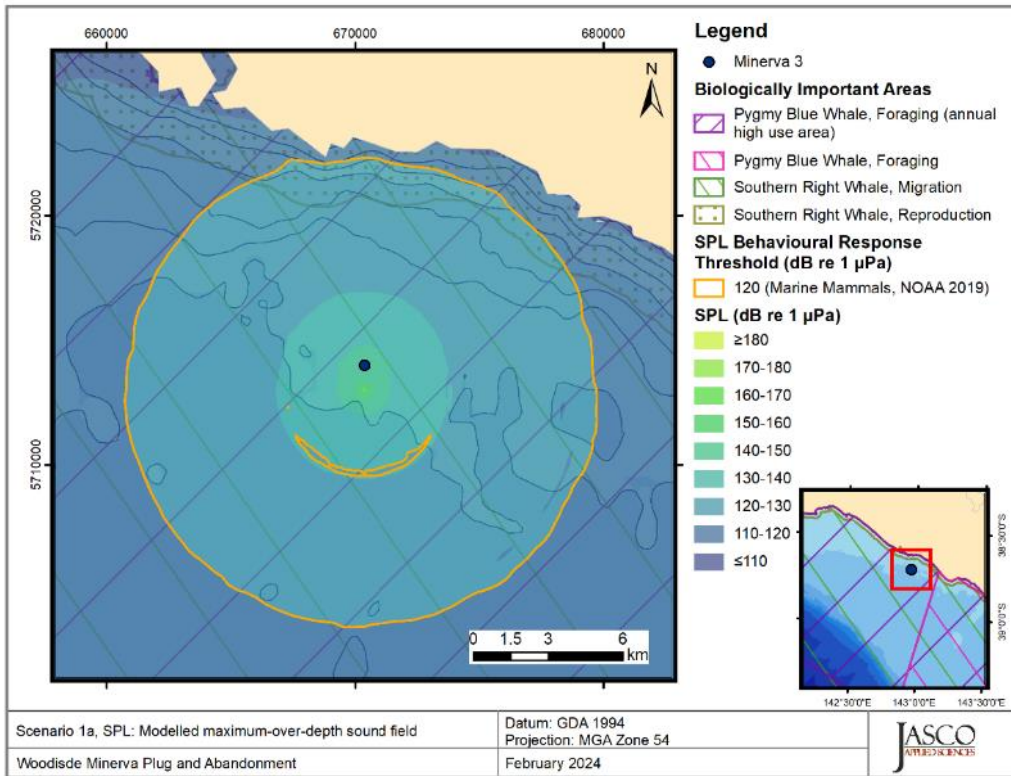 660000
670000
680000
5720000
5710000
N
0 1.5 3 6
km
Legend
Minerva 3
Biologically Important Areas
Pygmy Blue Whale, Foraging (annual
high use area)
Pygmy Blue Whale, Foraging
Southern Right Whale, Migration
Southern Right Whale, Reproduction
SPL Behavioural Response
Threshold (dB re 1 µPa)
120 (Marine Mammals, NOAA 2019)
SPL (dB re 1 µPa)
≥180
170-180
160-170
150-160
140-150
130-140
120-130
110-120
≤110
38°30'0"S
39°0'0"S
142°30'0"E
143°0'0"E
143°30'0"E
Scenario 1a, SPL: Modelled maximum-over-depth sound field
Datum: GDA 1994
Projection: MGA Zone 54
Woodisde Minerva Plug and Abandonment
February 2024
JASCO
APPLIED SCIENCES